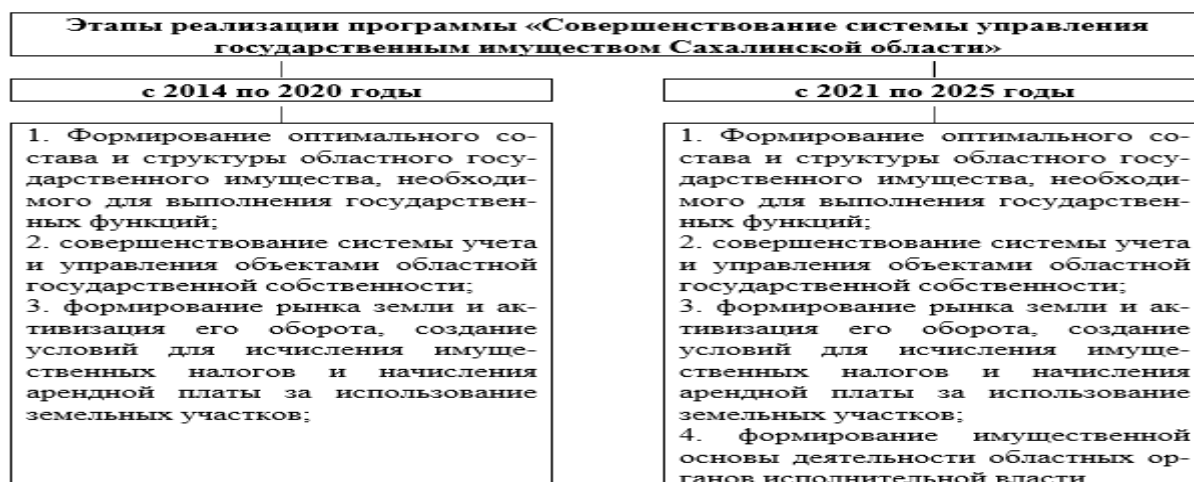 Этапы реализации программы «Совершенствование системы управления
государственным имуществом Сахалинской области»
с 2014 по 2020 годы
1. Формирование оптимального со-
става и структуры областного госу-
дарственного имущества, необходи-
мого для выполнения государствен-
ных функций;
2. совершенствование системы учета
и управления объектами областной
государственной собственности;
3. формирование рынка земли и ак-
тивизация его оборота, создание
условий для исчисления имуще-
ственных налогов и начисления
арендной платы за использование
земельных участков;
с 2021 по 2025 годы
1. Формирование оптимального со-
става и структуры областного госу-
дарственного имущества, необходи-
мого для выполнения государствен-
ных функций;
2. совершенствование системы учета
и управления объектами областной
государственной собственности;
3. формирование рынка земли и ак-
тивизация его оборота, создание
условий для исчисления имуще-
ственных налогов и начисления
арендной платы за использование
земельных участков;
4. формирование имущественной
основы деятельности областных ор-
ганов исполнительной власти